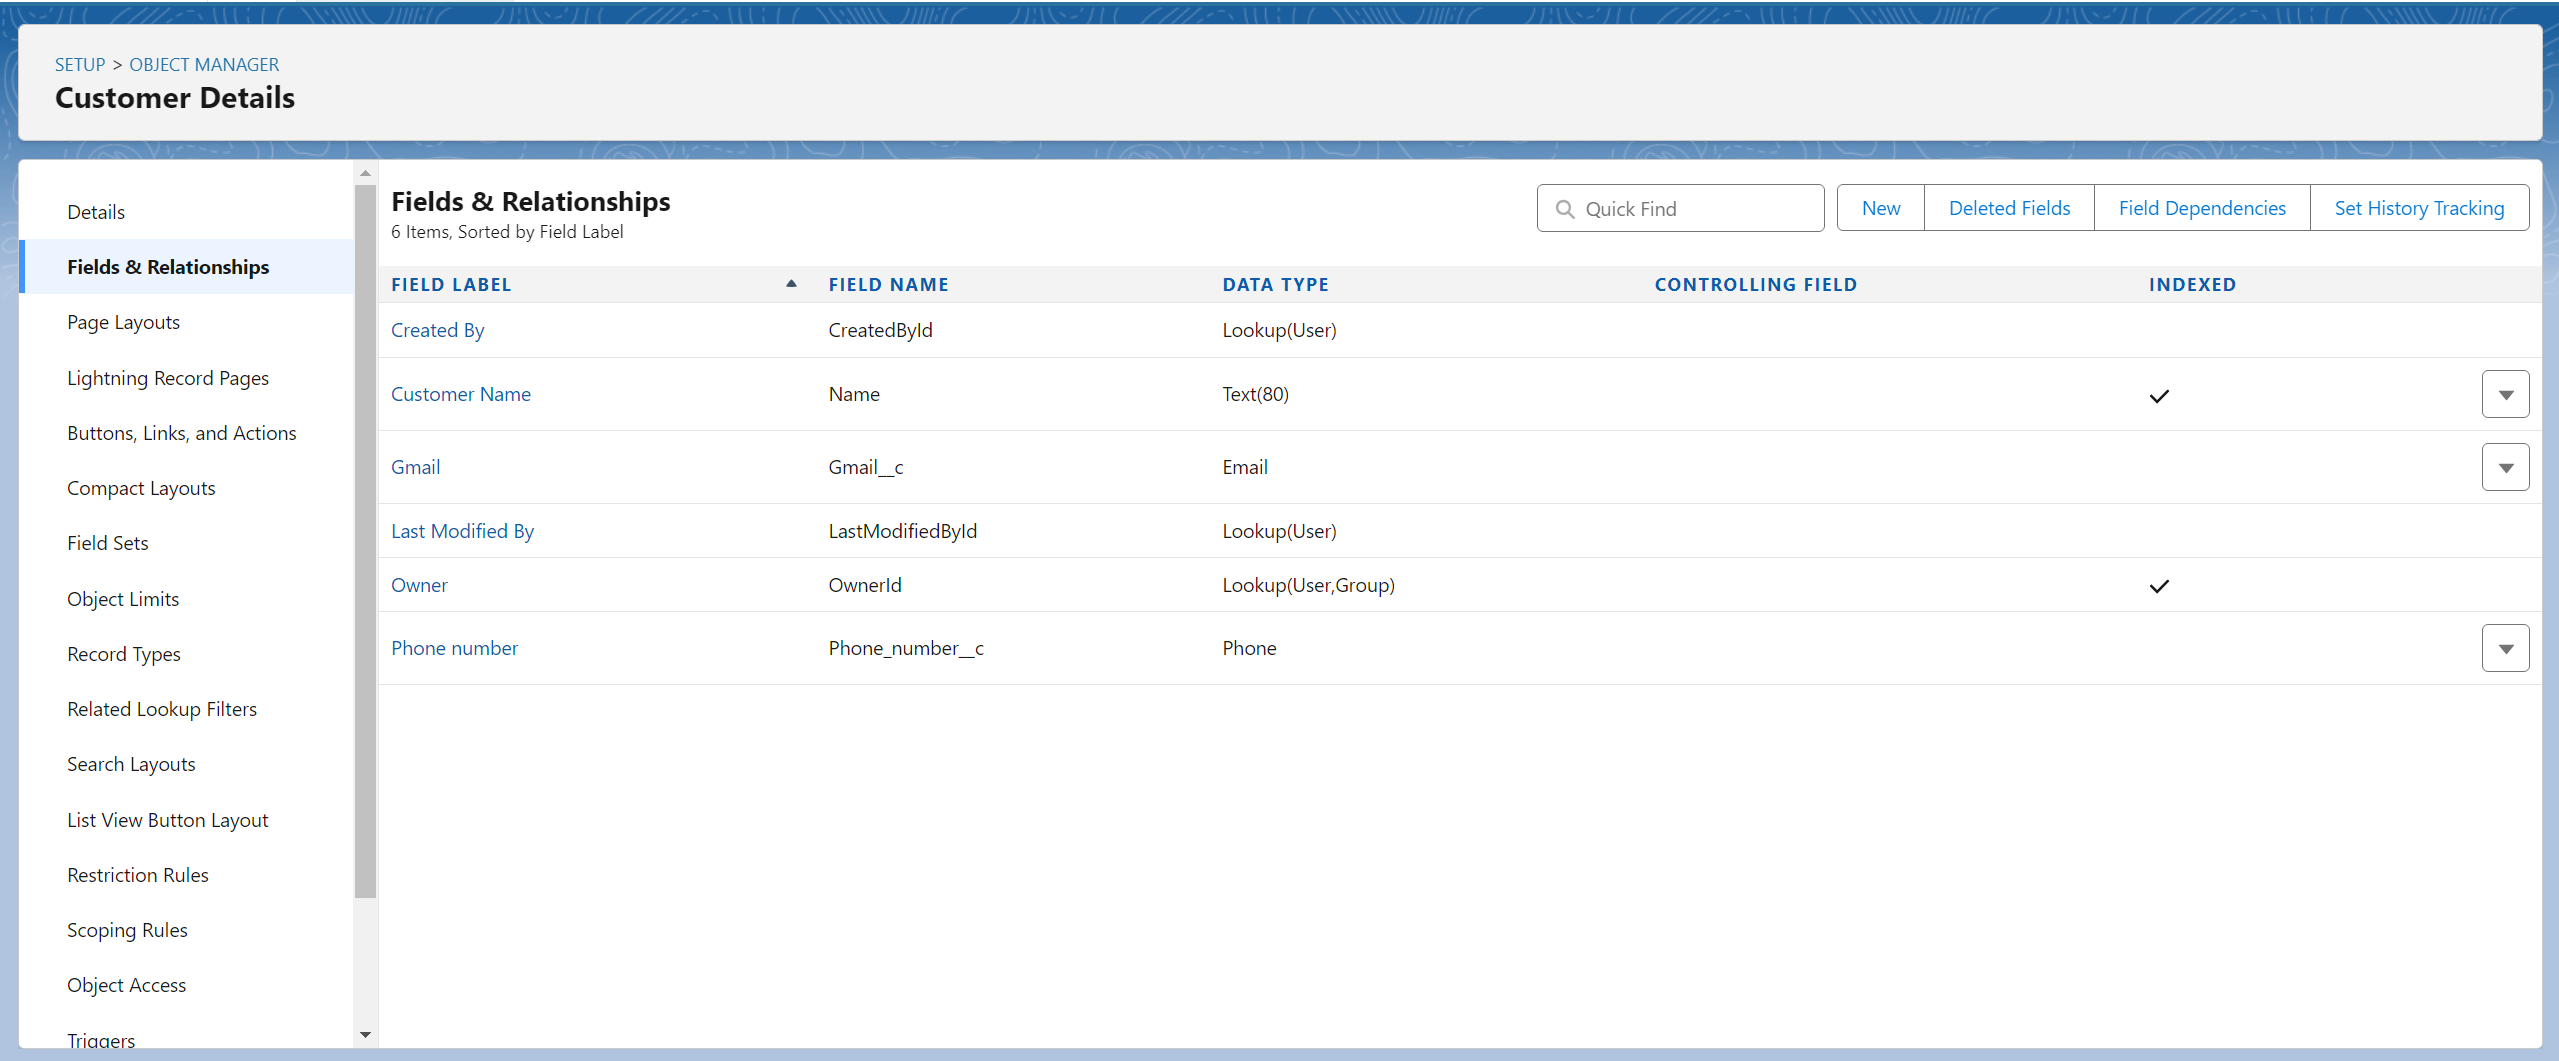 SETUP > OBJECT MANAGER
Customer Details
Details
Fields & Relationships
Page Layouts
Lightning Record Pages
Buttons, Links, and Actions
Compact Layouts
Field Sets
Object Limits
Record Types
Related Lookup Filters
Search Layouts
List View Button Layout
Restriction Rules
Scoping Rules
Object Access
Triggers
Fields & Relationships
6 Items, Sorted by Field Label
Quick Find
New
Deleted Fields
Field Dependencies
Set History Tracking
FIELD LABEL FIELD NAME DATA TYPE CONTROLLING FIELD INDEXED
Created By CreatedById Lookup(User)
Customer Name Name Text(80)
Gmail Gmail__c Email
Last Modified By LastModifiedById Lookup(User)
Owner OwnerId Lookup(User,Group)
Phone number Phone_number__c Phone